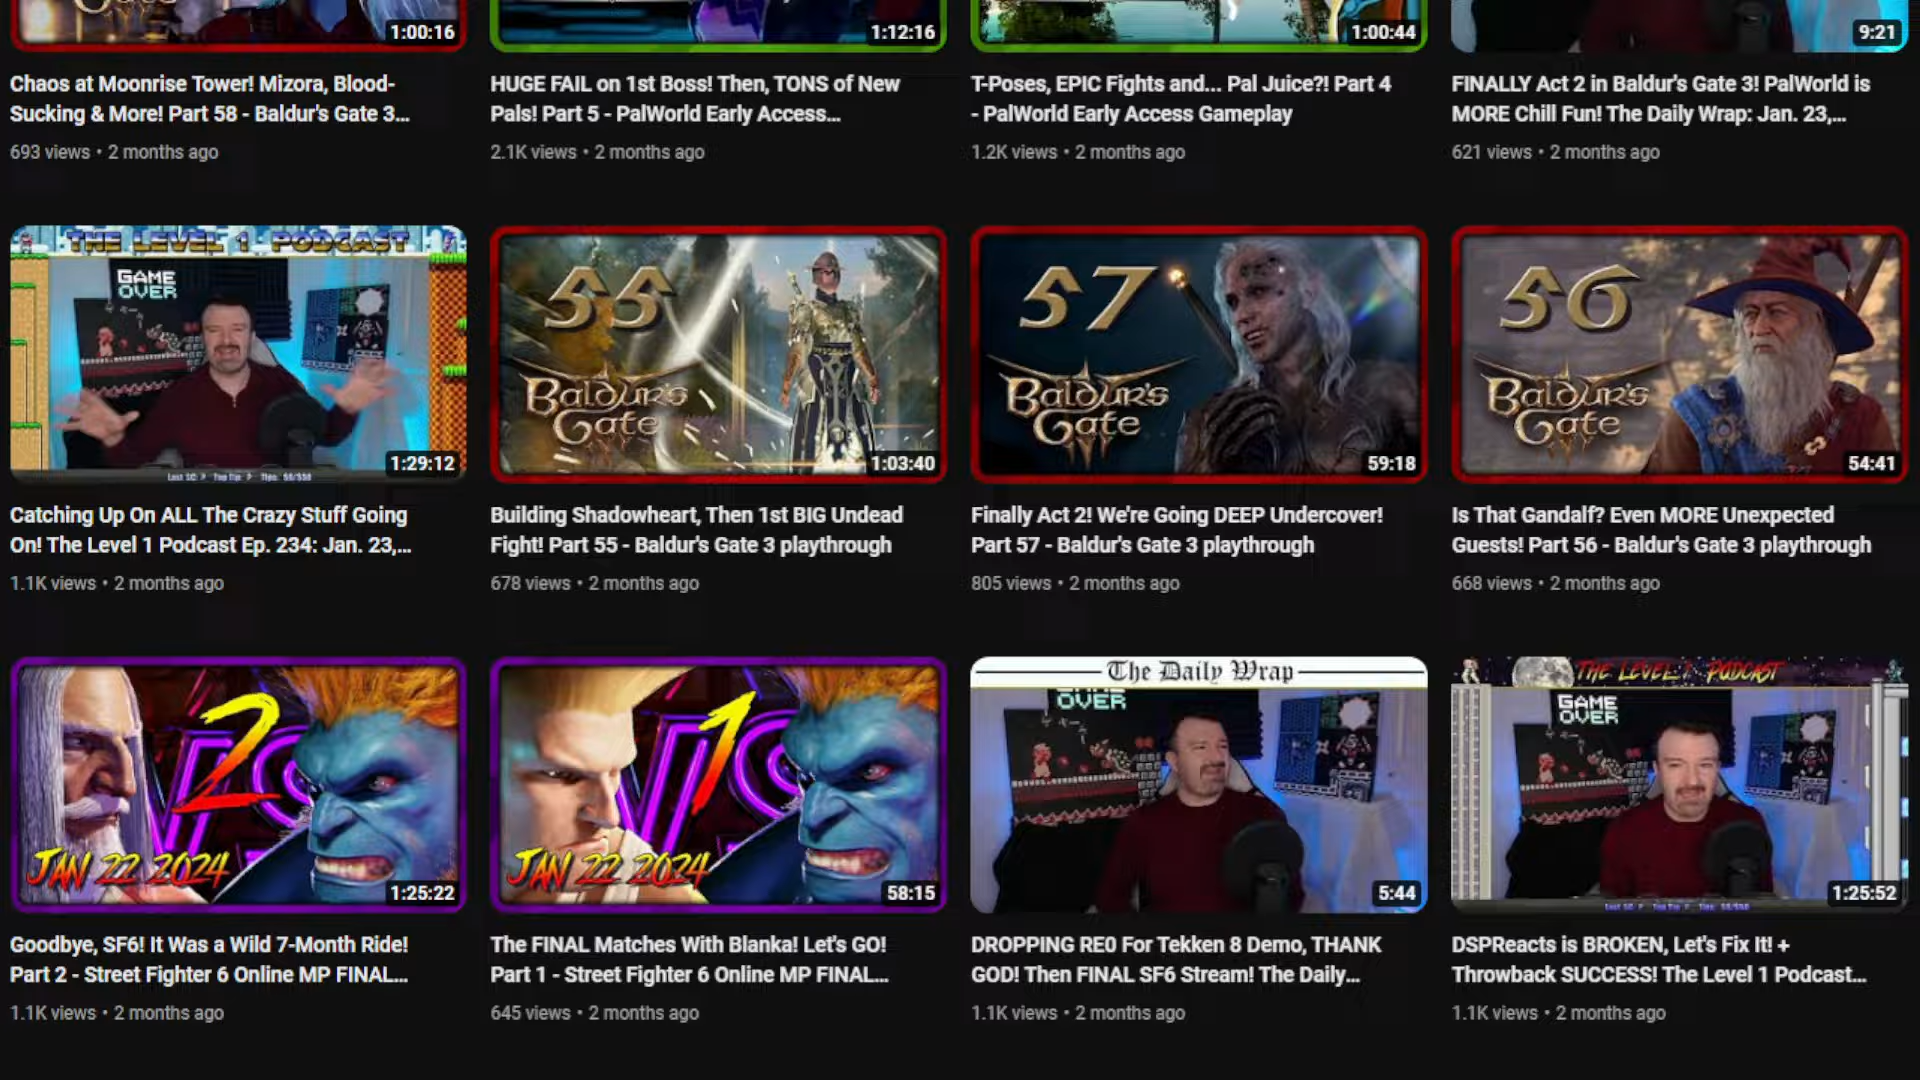 1:00:16
1:12:16
1:00:44
9:21
Chaos at Moonrise Tower! Mizora, Blood-
Sucking & More! Part 58 - Baldur's Gate 3...
693 views • 2 months ago
HUGE FAIL on 1st Boss! Then, TONS of New
Pals! Part 5 - PalWorld Early Access...
2.1K views • 2 months ago
T-Poses, EPIC Fights and... Pal Juice?! Part 4
- PalWorld Early Access Gameplay
1.2K views • 2 months ago
FINALLY Act 2 in Baldur's Gate 3! PalWorld is
MORE Chill Fun! The Daily Wrap: Jan. 23,...
621 views • 2 months ago
THE LEVEL 1 PODCAST
GAME
OVER
1:29:12
55
Baldur's
Gate
III
1:03:40
57
Baldur's
Gate
III
59:18
56
Baldur's
Gate
III
54:41
Catching Up On ALL The Crazy Stuff Going
On! The Level 1 Podcast Ep. 234: Jan. 23,...
1.1K views • 2 months ago
Building Shadowheart, Then 1st BIG Undead
Fight! Part 55 - Baldur's Gate 3 playthrough
678 views • 2 months ago
Finally Act 2! We're Going DEEP Undercover!
Part 57 - Baldur's Gate 3 playthrough
805 views • 2 months ago
Is That Gandalf? Even MORE Unexpected
Guests! Part 56 - Baldur's Gate 3 playthrough
668 views • 2 months ago
2
VS
JAN 22 2024
1:25:22
1
VS
JAN 22 2024
58:15
The Daily Wrap
GAME
OVER
5:44
THE LEVEL 1 PODCAST
GAME
OVER
1:25:52
Goodbye, SF6! It Was a Wild 7-Month Ride!
Part 2 - Street Fighter 6 Online MP FINAL...
1.1K views • 2 months ago
The FINAL Matches With Blanka! Let's GO!
Part 1 - Street Fighter 6 Online MP FINAL...
645 views • 2 months ago
DROPPING RE0 For Tekken 8 Demo, THANK
GOD! Then FINAL SF6 Stream! The Daily...
1.1K views • 2 months ago
DSPReacts is BROKEN, Let's Fix It! +
Throwback SUCCESS! The Level 1 Podcast...
1.1K views • 2 months ago